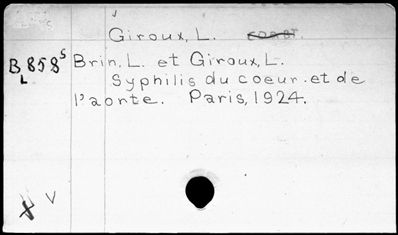 Giroux, L.
B 858 s Brin. L. et Giroux, L.
L Syphilis du coeur et de
l'aorte. Paris, 1924.
V